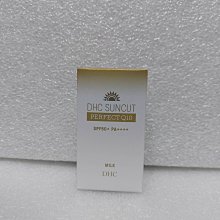 DHC SUNCUT
PERFECT Q10
SPF50+ PA++++
MILK
DHC